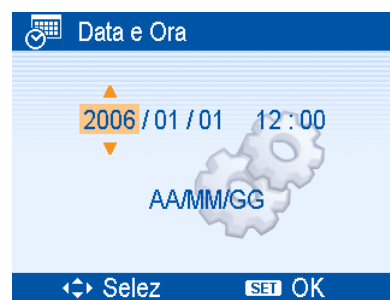 Data e Ora
2006 / 01 / 01 12 : 00
AA/MM/GG
Selez SET OK